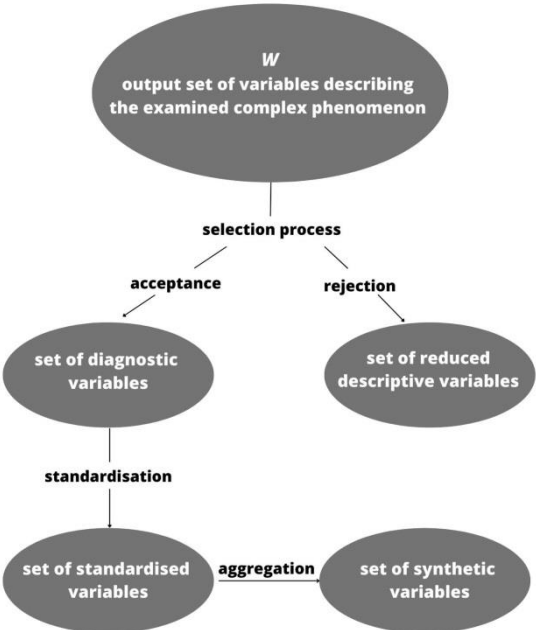 W
output set of variables describing
the examined complex phenomenon
selection process
acceptance
rejection
set of diagnostic
variables
set of reduced
descriptive variables
standardisation
set of standardised
variables
aggregation
set of synthetic
variables